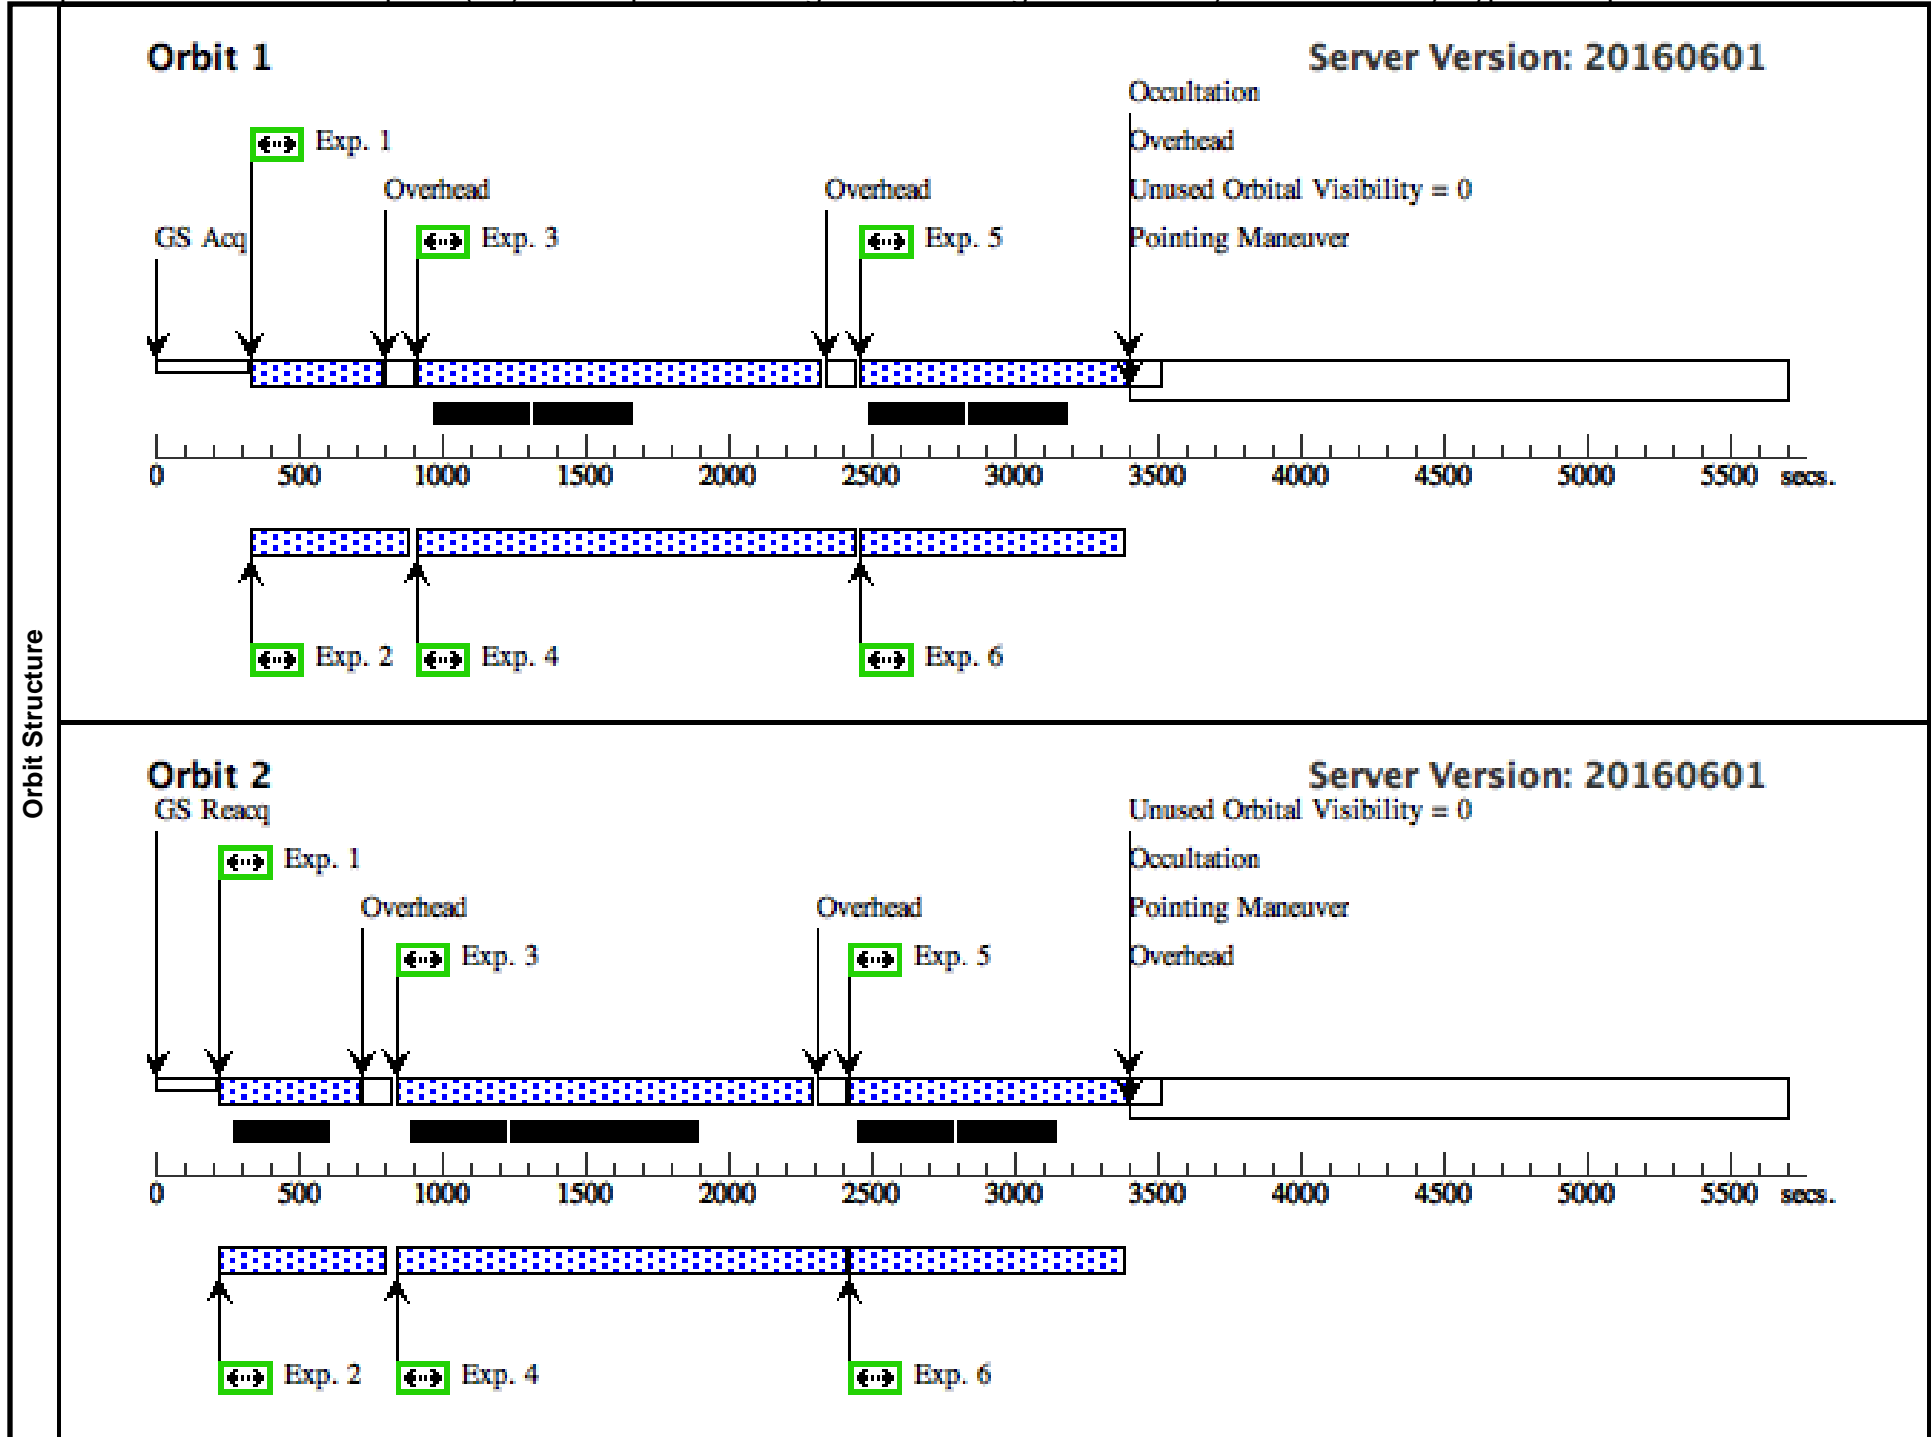 Orbit Structure
Orbit 1
Server Version: 20160601
Occultation
Exp. 1
Overhead
Overhead
Overhead
Unused Orbital Visibility = 0
GS Acq
Exp. 3
Exp. 5
Pointing Maneuver
0 500 1000 1500 2000 2500 3000 3500 4000 4500 5000 5500 secs.
Exp. 2
Exp. 4
Exp. 6
Orbit 2
Server Version: 20160601
GS Reacq
Unused Orbital Visibility = 0
Exp. 1
Occultation
Overhead
Overhead
Pointing Maneuver
Exp. 3
Exp. 5
Overhead
0 500 1000 1500 2000 2500 3000 3500 4000 4500 5000 5500 secs.
Exp. 2
Exp. 4
Exp. 6